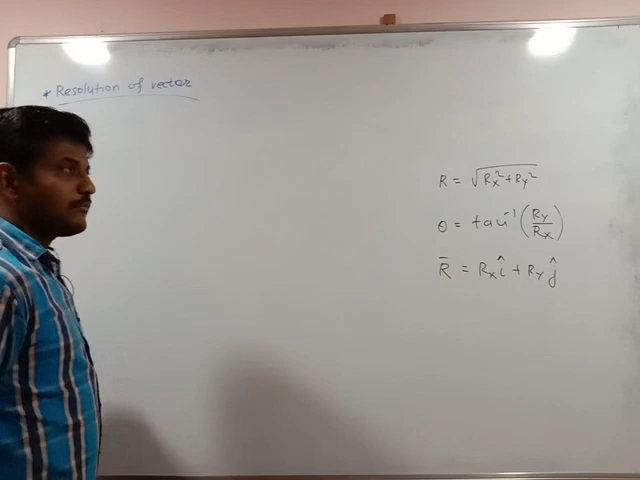 * Resolution of vector
R = √(Rx² + Ry²)
θ = tan⁻¹ (Ry/Rx)
R̄ = Rx î + Ry ĵ